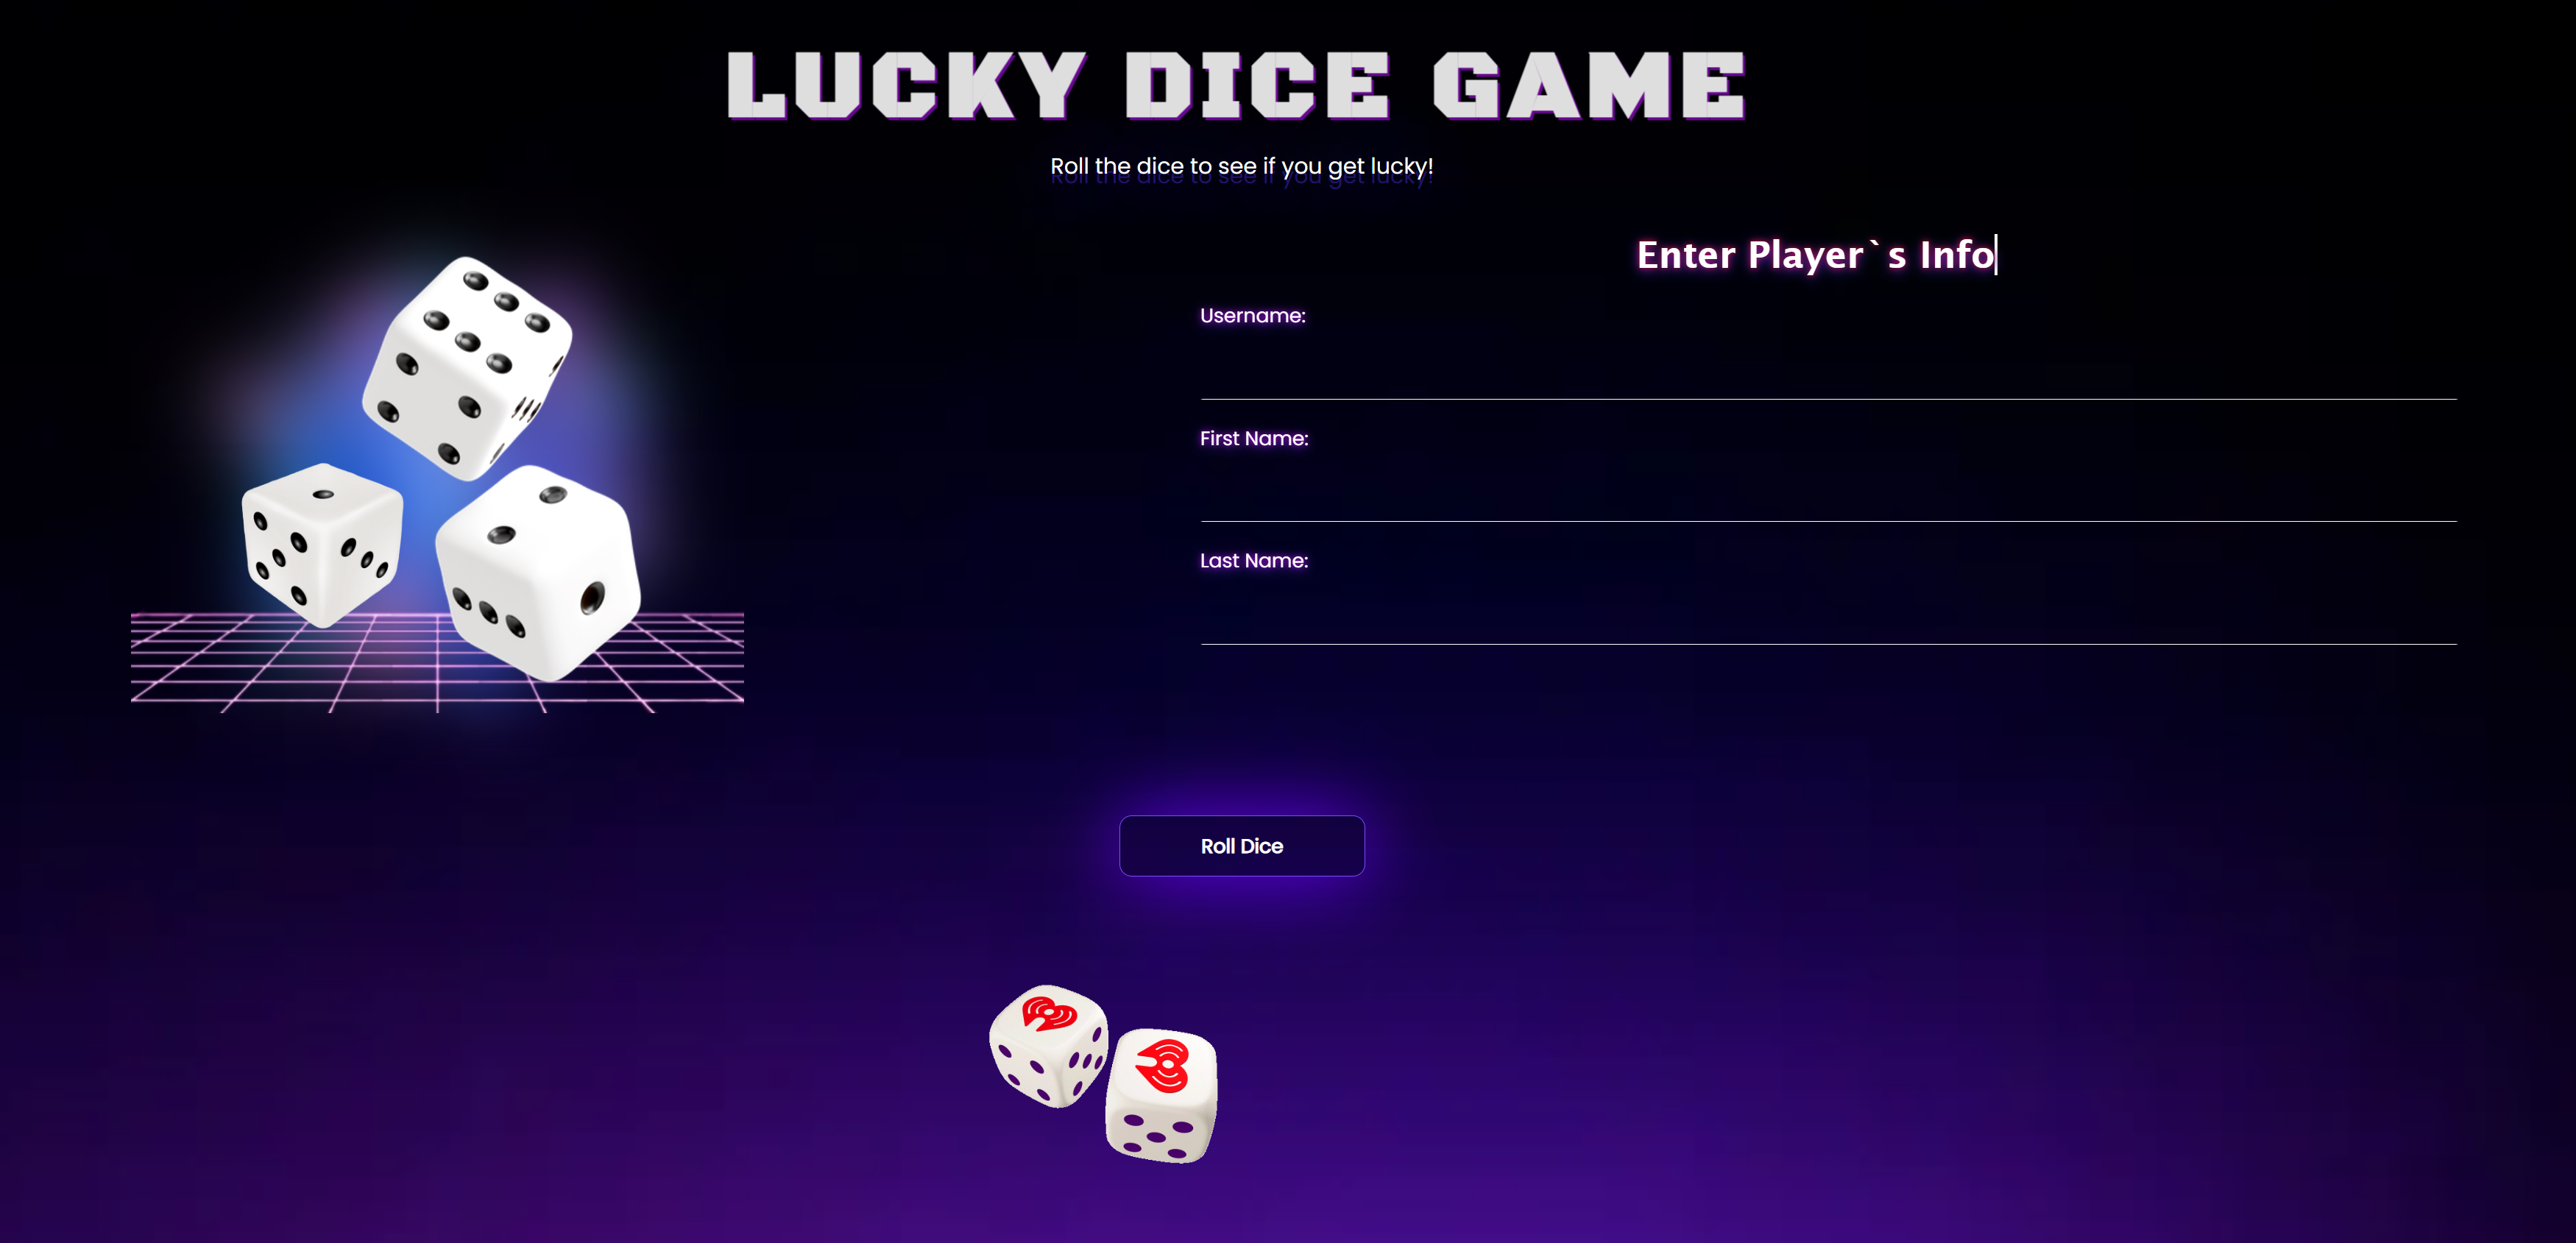 LUCKY DICE GAME
Roll the dice to see if you get lucky!
Enter Player`s Info
Username:
First Name:
Last Name:
Roll Dice